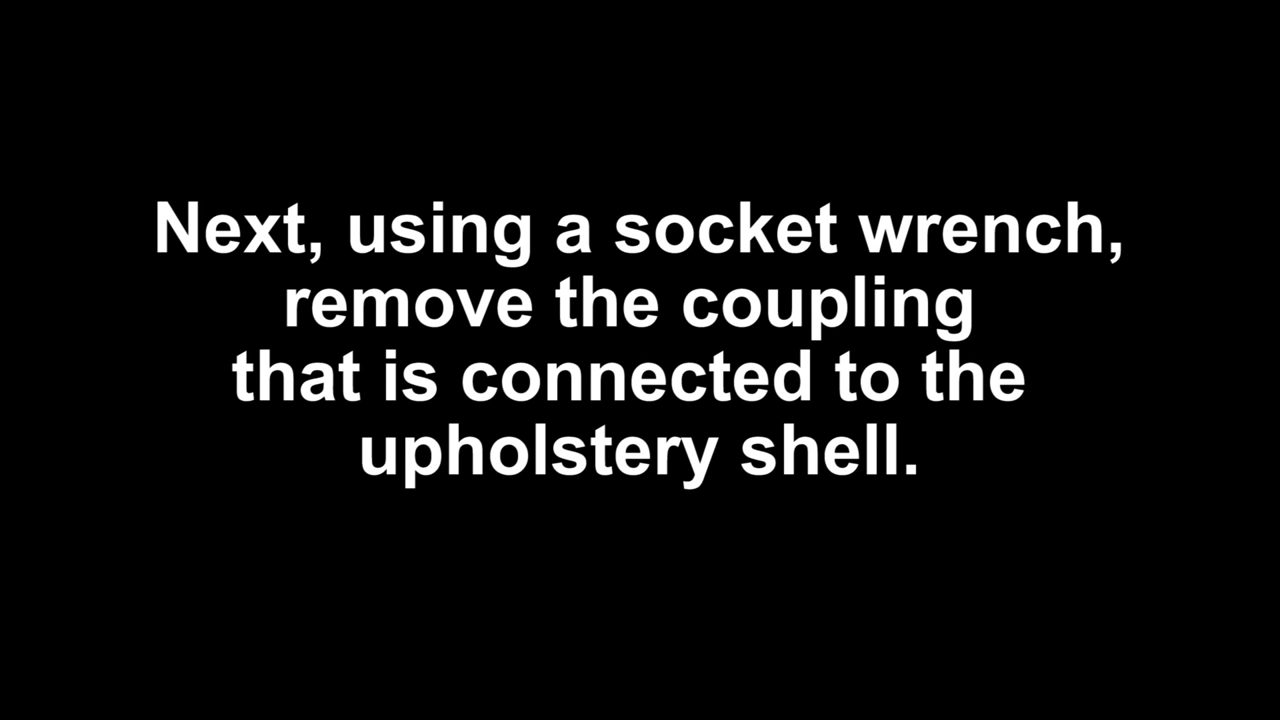 Next, using a socket wrench,
remove the coupling
that is connected to the
upholstery shell.